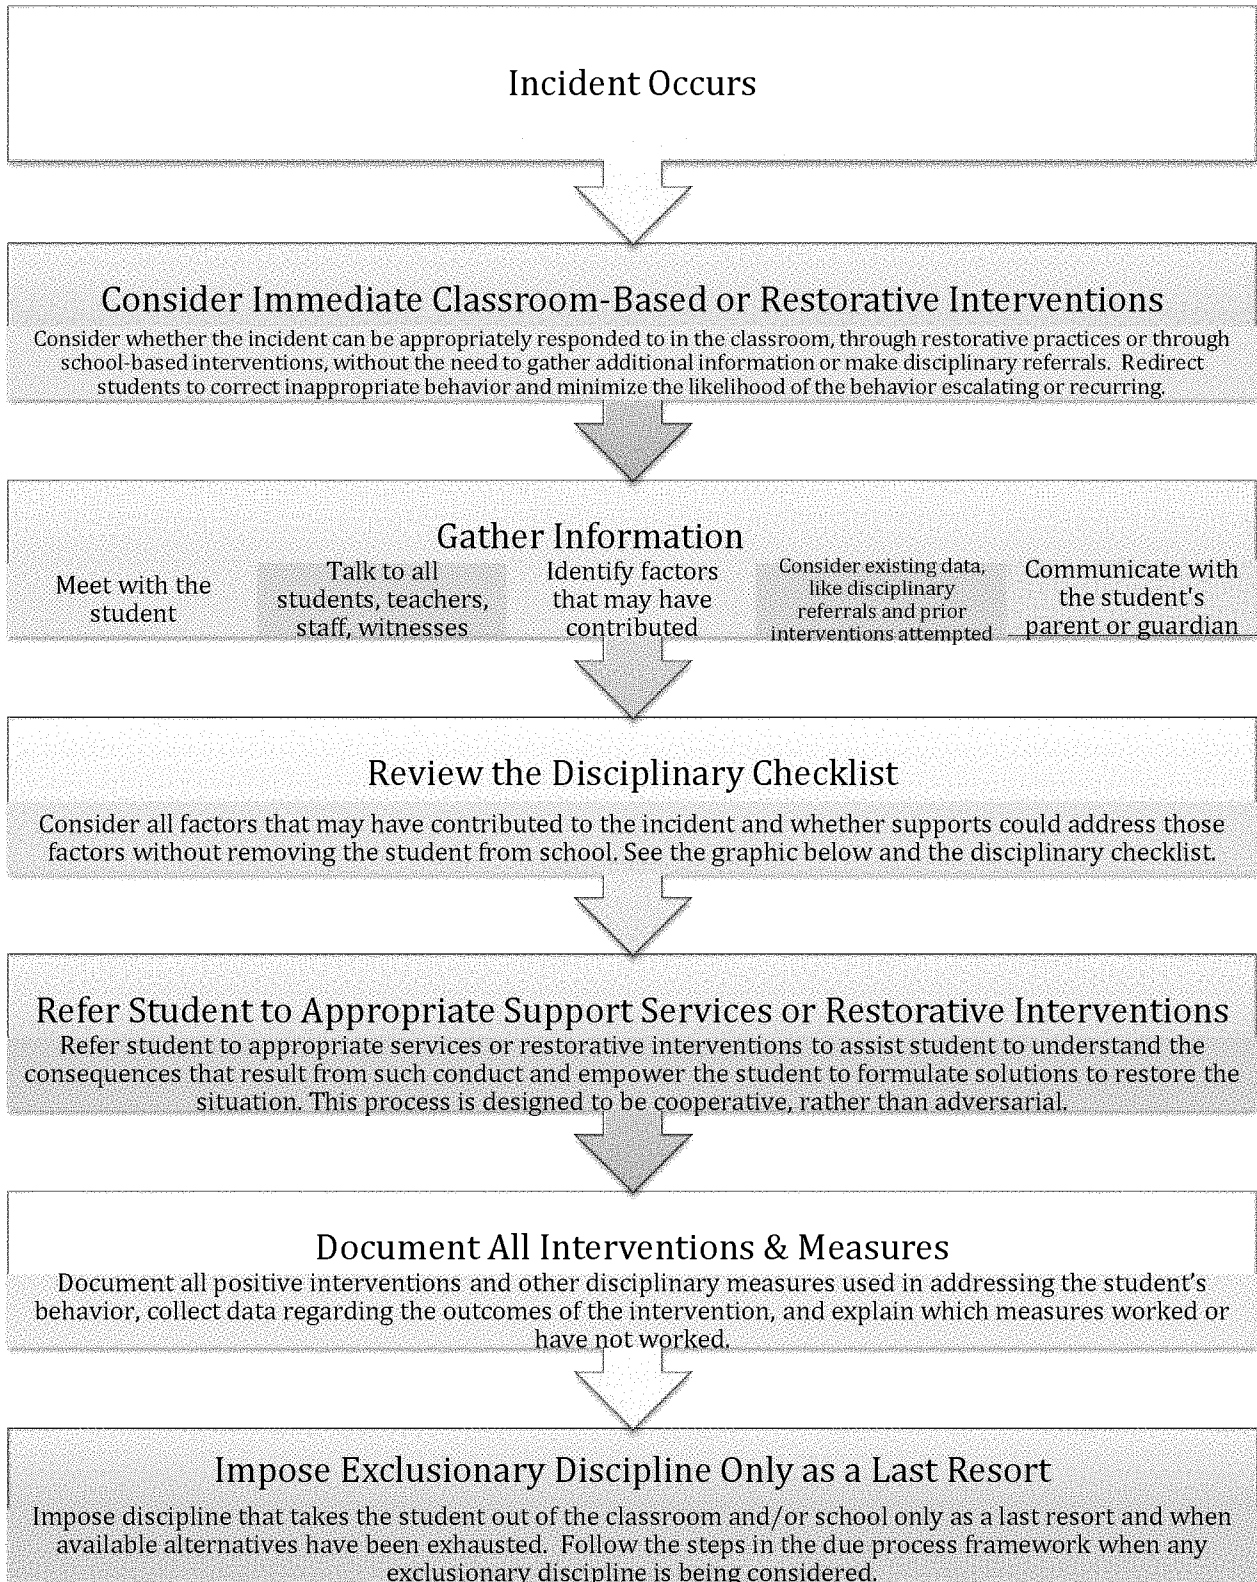 Incident Occurs
Consider Immediate Classroom-Based or Restorative Interventions
Consider whether the incident can be appropriately responded to in the classroom, through restorative practices or through
school-based interventions, without the need to gather additional information or make disciplinary referrals. Redirect
students to correct inappropriate behavior and minimize the likelihood of the behavior escalating or recurring.
Gather Information
Meet with the
student
Talk to all
students, teachers,
staff, witnesses
Identify factors
that may have
contributed
Consider existing data,
like disciplinary
referrals and prior
interventions attempted
Communicate with
the student's
parent or guardian
Review the Disciplinary Checklist
Consider all factors that may have contributed to the incident and whether supports could address those
factors without removing the student from school. See the graphic below and the disciplinary checklist.
Refer Student to Appropriate Support Services or Restorative Interventions
Refer student to appropriate services or restorative interventions to assist student to understand the
consequences that result from such conduct and empower the student to formulate solutions to restore the
situation. This process is designed to be cooperative, rather than adversarial.
Document All Interventions & Measures
Document all positive interventions and other disciplinary measures used in addressing the student's
behavior, collect data regarding the outcomes of the intervention, and explain which measures worked or
have not worked.
Impose Exclusionary Discipline Only as a Last Resort
Impose discipline that takes the student out of the classroom and/or school only as a last resort and when
available alternatives have been exhausted. Follow the steps in the due process framework when any
exclusionary discipline is being considered.